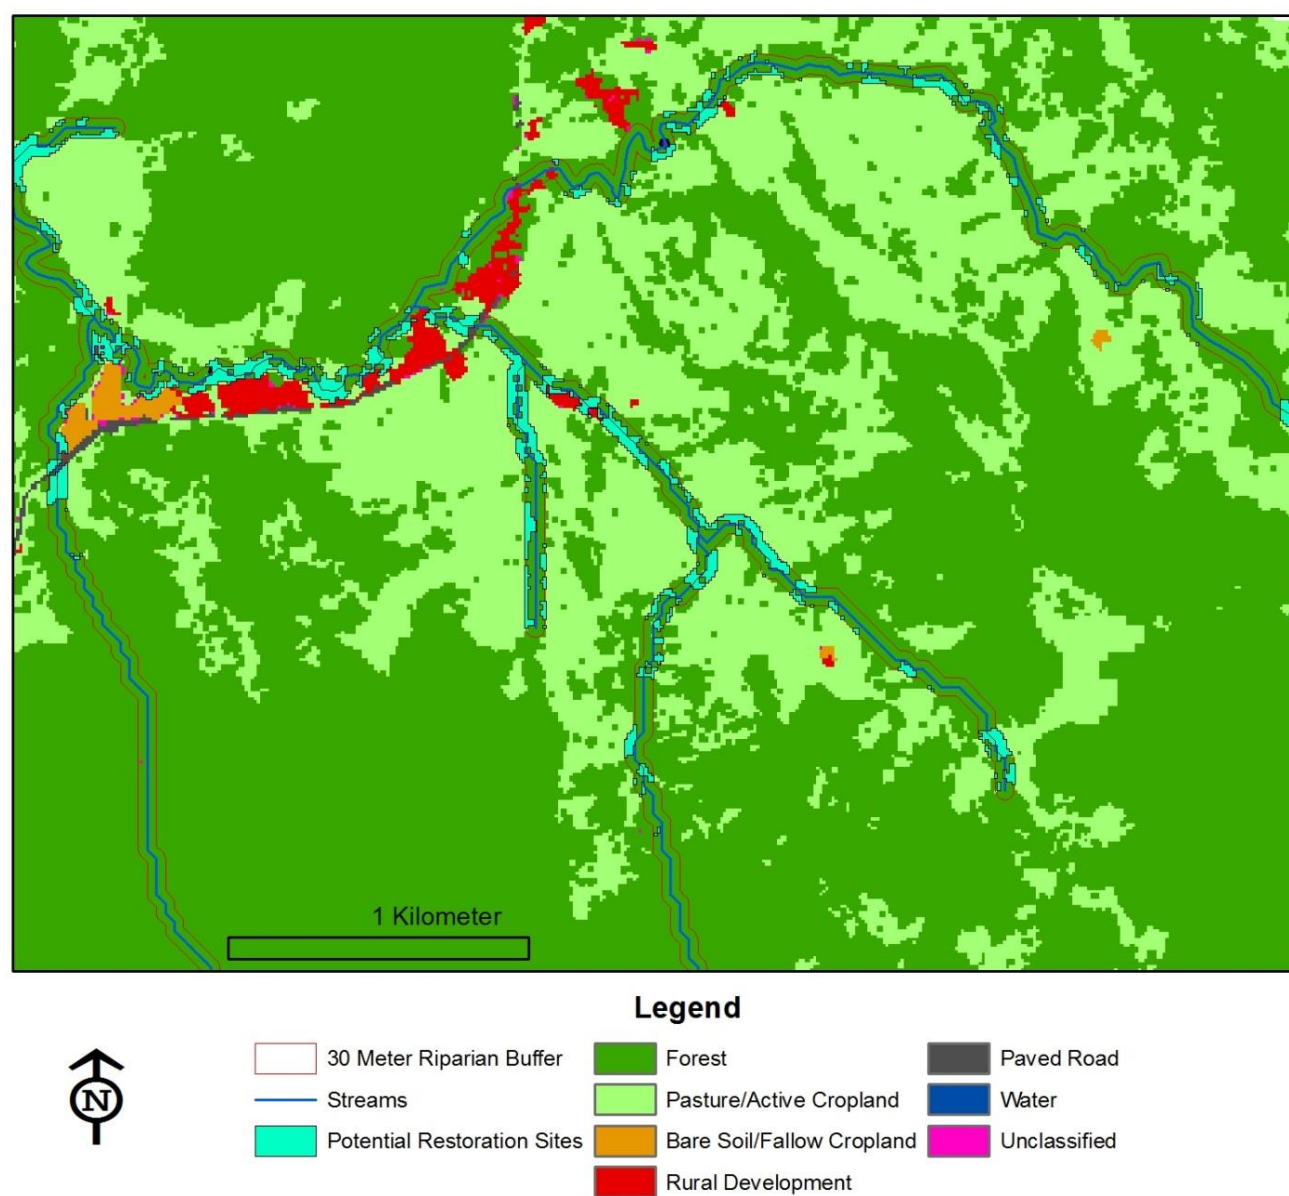 1 Kilometer
Legend
N
30 Meter Riparian Buffer
Streams
Potential Restoration Sites
Forest
Pasture/Active Cropland
Bare Soil/Fallow Cropland
Rural Development
Paved Road
Water
Unclassified